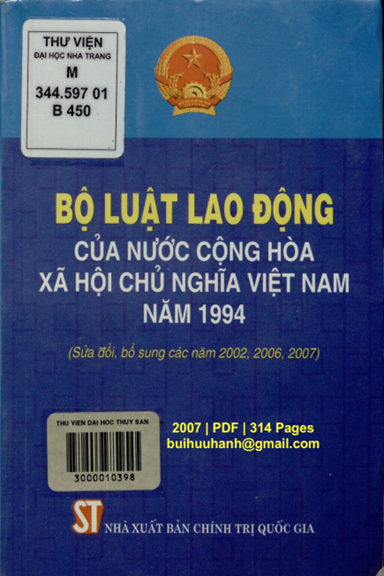 THƯ VIỆN
ĐẠI HỌC NHA TRANG
M
344.597 01
B 450
BỘ LUẬT LAO ĐỘNG
CỦA NƯỚC CỘNG HÒA
XÃ HỘI CHỦ NGHĨA VIỆT NAM
NĂM 1994
(Sửa đổi, bổ sung các năm 2002, 2006, 2007)
THU VIEN DAI HOC THUY SAN
3000010398
2007 | PDF | 314 Pages
buihuuhanh@gmail.com
ST NHÀ XUẤT BẢN CHÍNH TRỊ QUỐC GIA